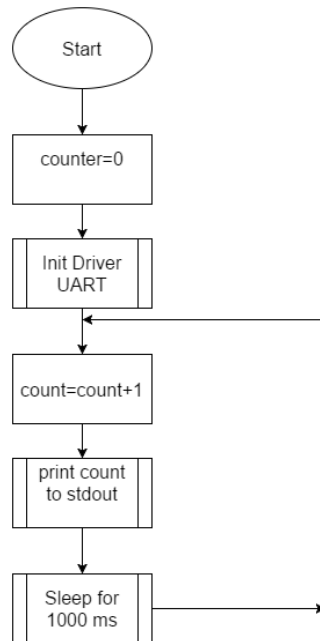 Start
counter=0
Init Driver
UART
count=count+1
print count
to stdout
Sleep for
1000 ms